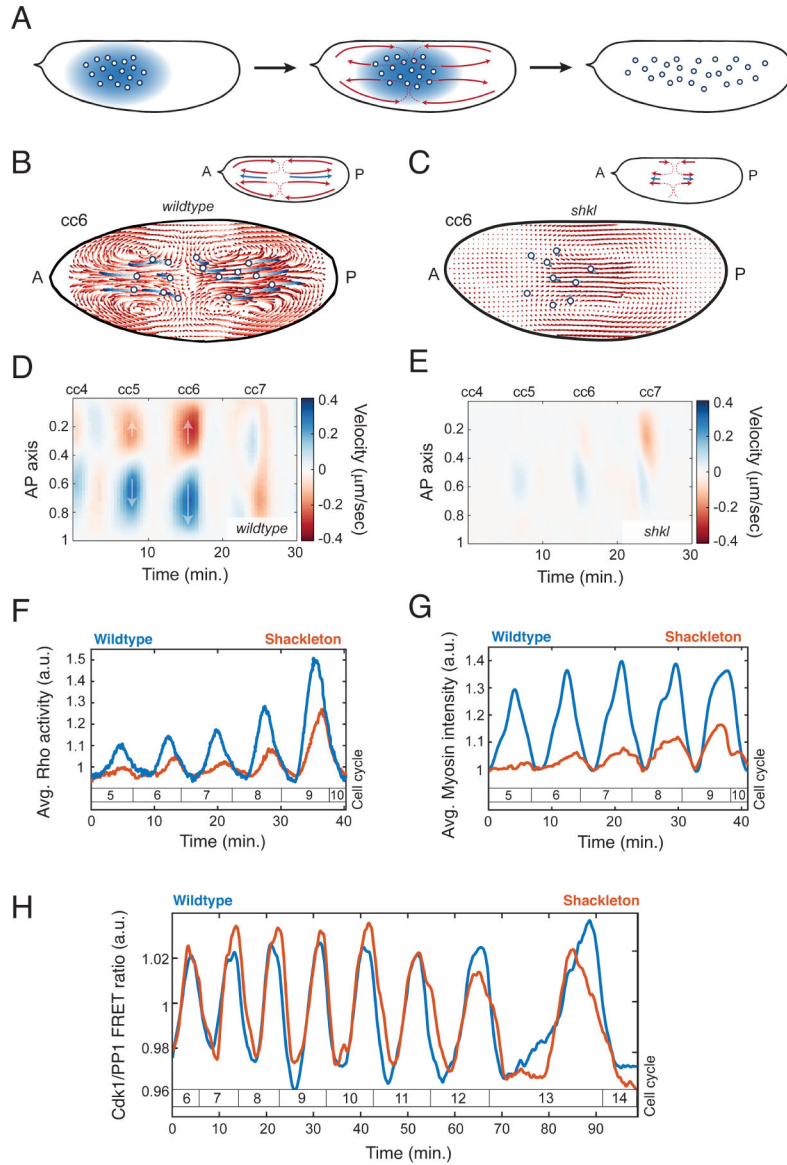 A
B
C
A
P
A
P
wildtype
shkl
cc6
cc6
A
P
A
P
D
E
cc4 cc5 cc6 cc7
cc4 cc5 cc6 cc7
0.4
0.2
0
-0.2
-0.4
Velocity (µm/sec)
0.4
0.2
0
-0.2
-0.4
Velocity (µm/sec)
AP axis
0.2
0.4
0.6
0.8
1
wildtype
10 20 30
Time (min.)
AP axis
0.2
0.4
0.6
0.8
1
shkl
10 20 30
Time (min.)
F
G
Wildtype Shackleton
Avg. Rho activity (a.u.)
1.5
1.4
1.3
1.2
1.1
1
5 6 7 8 9 10
Cell cycle
0 10 20 30 40
Time (min.)
Wildtype Shackleton
Avg. Myosin intensity (a.u.)
1.4
1.3
1.2
1.1
1
5 6 7 8 9 10
Cell cycle
0 10 20 30 40
Time (min.)
H
Wildtype Shackleton
Cdk1/PP1 FRET ratio (a.u.)
1.02
1
0.98
0.96
6 7 8 9 10 11 12 13 14
Cell cycle
0 10 20 30 40 50 60 70 80 90
Time (min.)